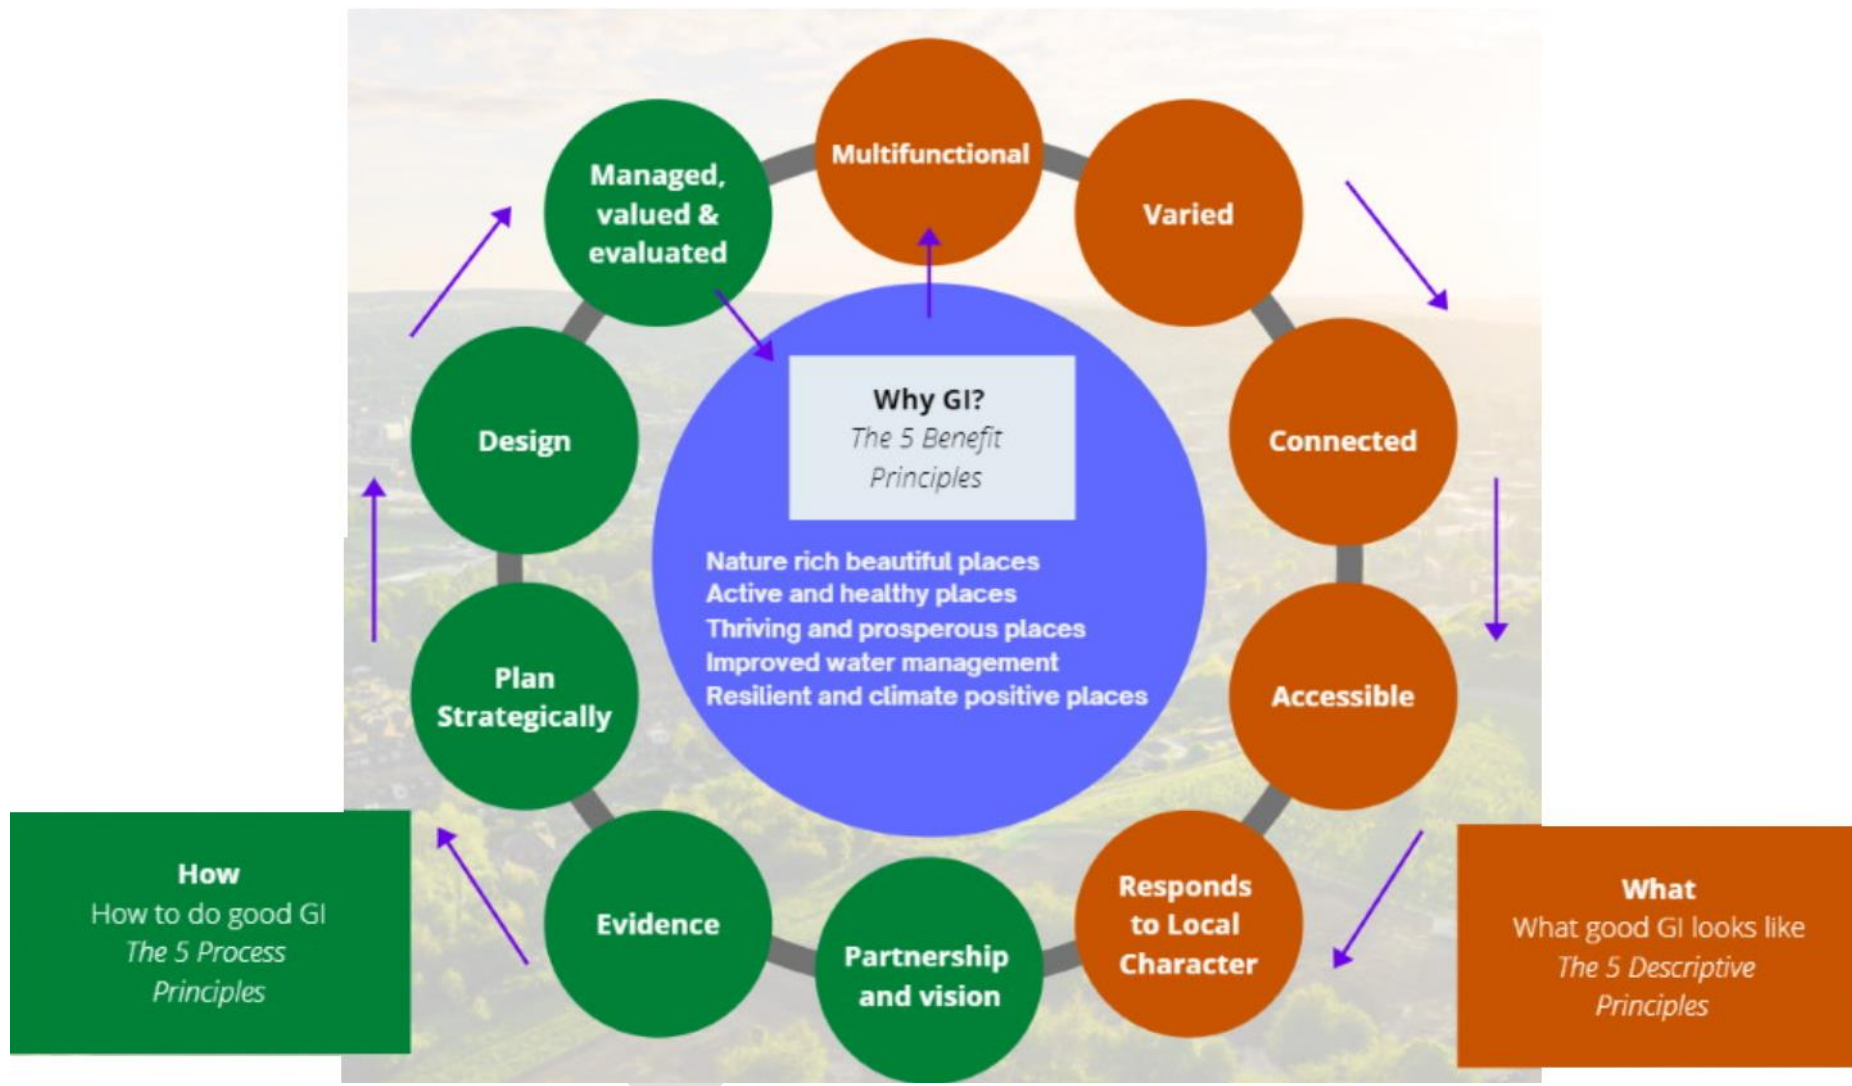 Multifunctional
Varied
Connected
Accessible
Responds
to Local
Character
Partnership
and vision
Evidence
Plan
Strategically
Design
Managed,
valued &
evaluated
Why GI?
The 5 Benefit
Principles
Nature rich beautiful places
Active and healthy places
Thriving and prosperous places
Improved water management
Resilient and climate positive places
How
How to do good GI
The 5 Process
Principles
What
What good GI looks like
The 5 Descriptive
Principles